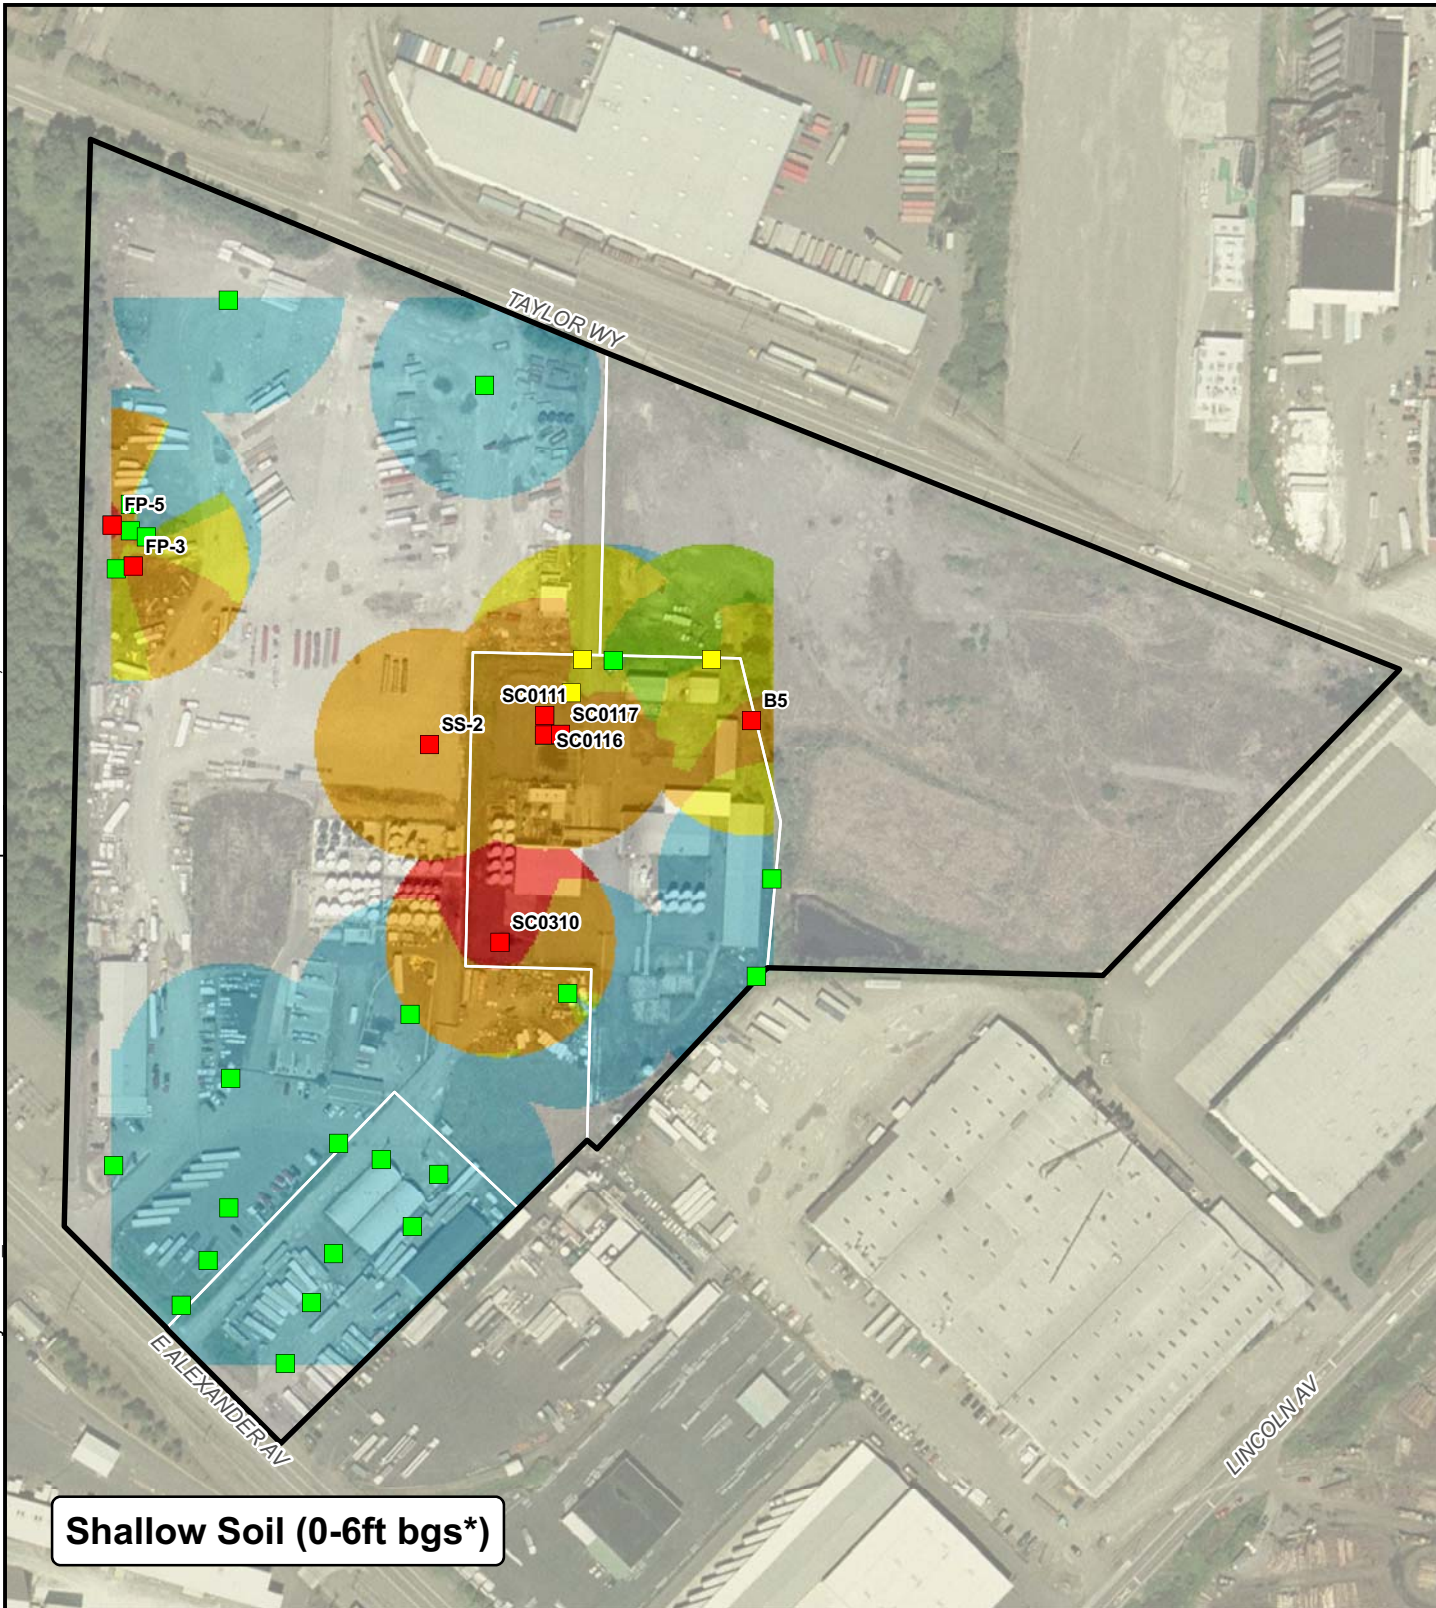 TAYLOR WY
FP-5
FP-3
SC0111
B5
SC0117
SS-2
SC0116
SC0310
E ALEXANDER AV
LINCOLN AV
Shallow Soil (0-6ft bgs*)